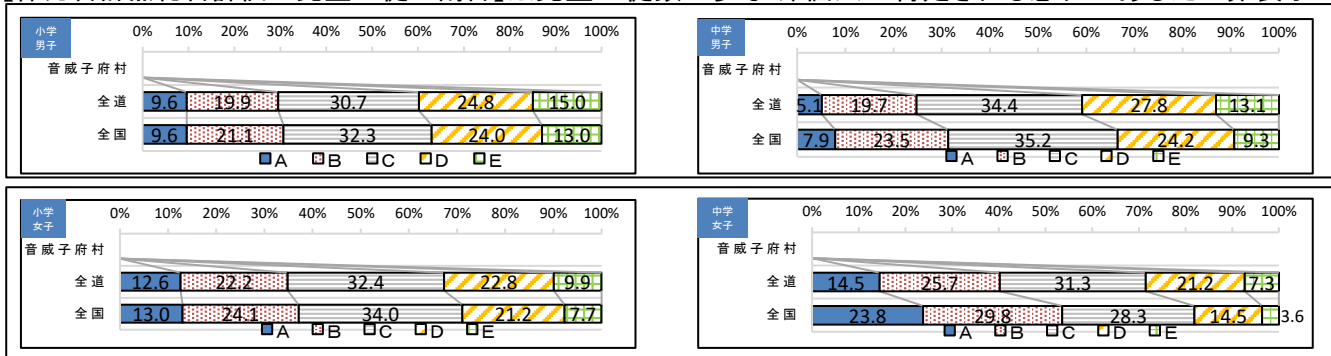 小学
男子
0% 10% 20% 30% 40% 50% 60% 70% 80% 90% 100%
音威子府村
全道 9.6 19.9 30.7 24.8 15.0
全国 9.6 21.1 32.3 24.0 13.0
A B C D E
中学
男子
0% 10% 20% 30% 40% 50% 60% 70% 80% 90% 100%
音威子府村
全道 5.1 19.7 34.4 27.8 13.1
全国 7.9 23.5 35.2 24.2 9.3
A B C D E
小学
女子
0% 10% 20% 30% 40% 50% 60% 70% 80% 90% 100%
音威子府村
全道 12.6 22.2 32.4 22.8 9.9
全国 13.0 24.1 34.0 21.2 7.7
A B C D E
中学
女子
0% 10% 20% 30% 40% 50% 60% 70% 80% 90% 100%
音威子府村
全道 14.5 25.7 31.3 21.2 7.3
全国 23.8 29.8 28.3 14.5 3.6
A B C D E